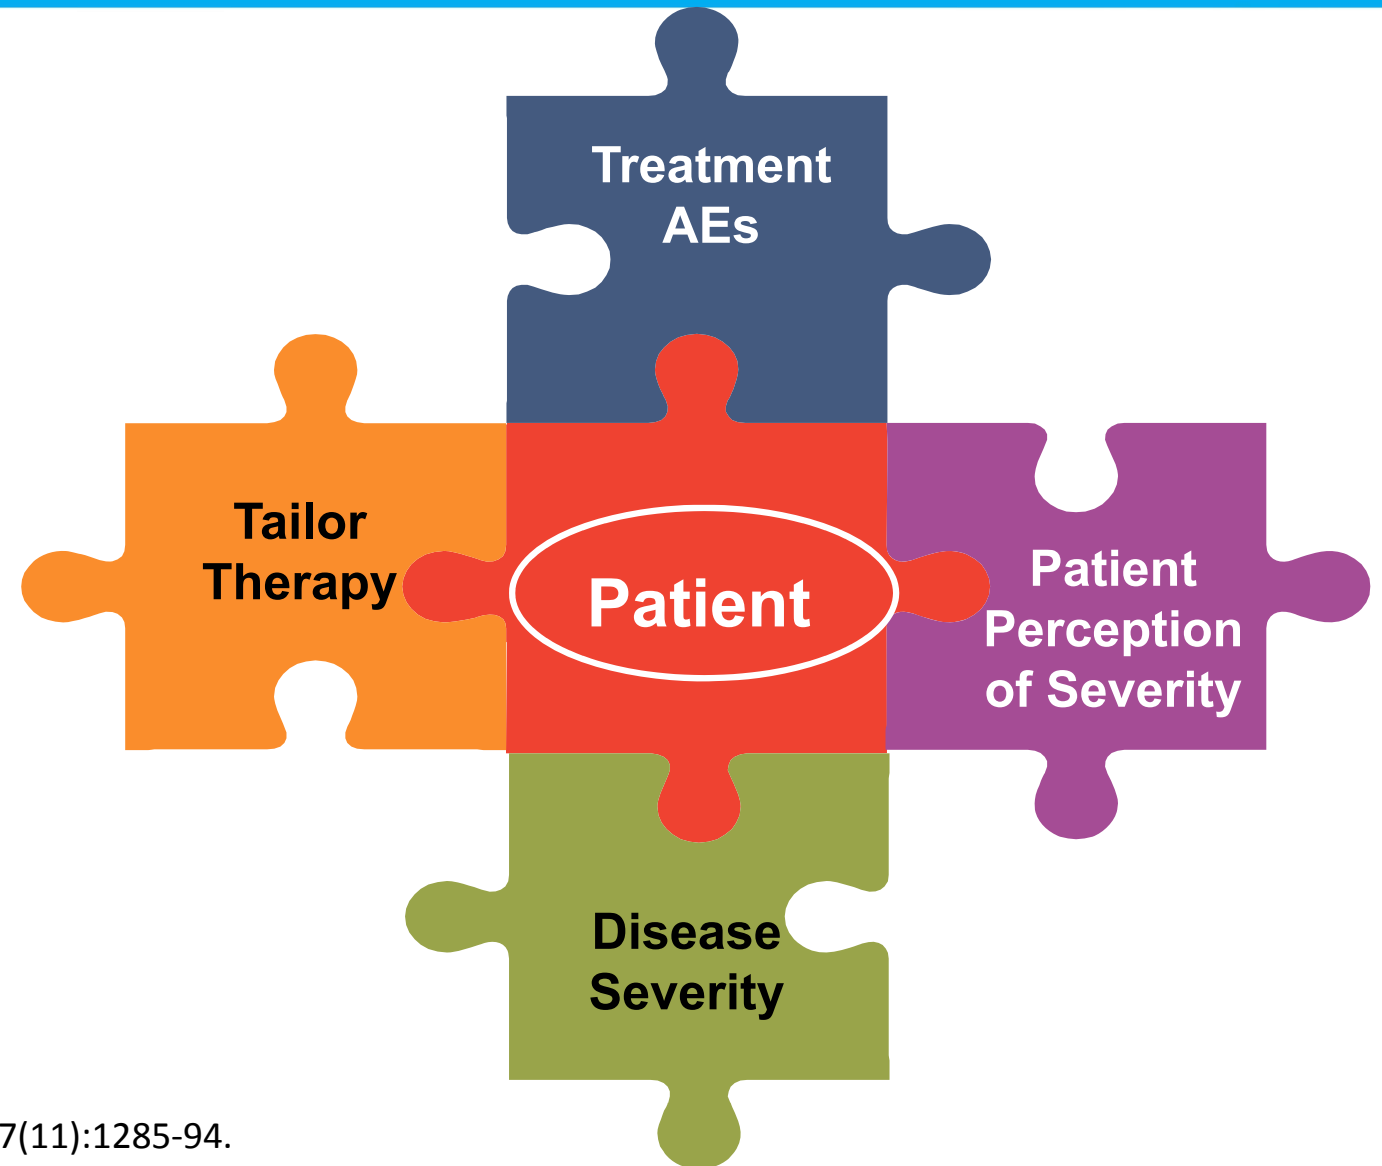 Treatment
AEs
Tailor
Therapy
Patient
Patient
Perception
of Severity
Disease
Severity
7(11):1285-94.